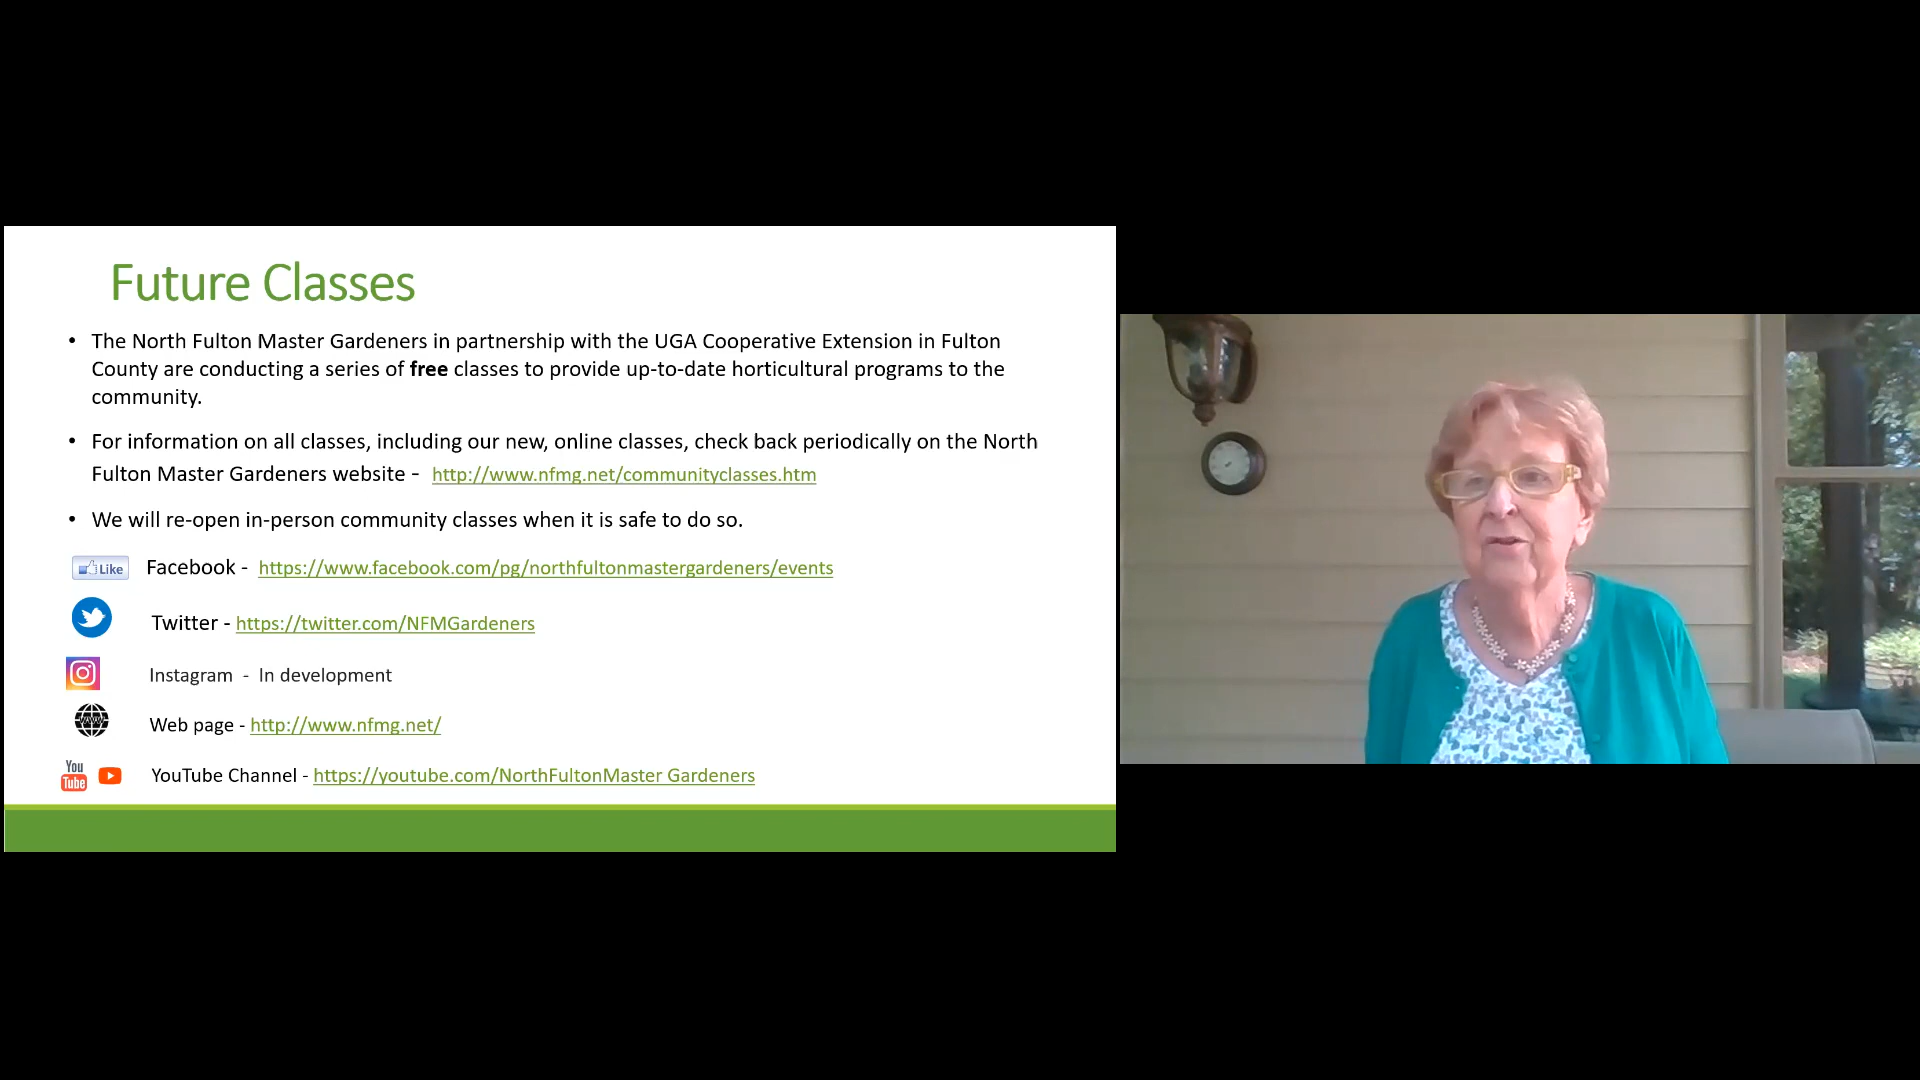 Future Classes
• The North Fulton Master Gardeners in partnership with the UGA Cooperative Extension in Fulton
County are conducting a series of free classes to provide up-to-date horticultural programs to the
community.
• For information on all classes, including our new, online classes, check back periodically on the North
Fulton Master Gardeners website - http://www.nfmg.net/communityclasses.htm
• We will re-open in-person community classes when it is safe to do so.
Like Facebook - https://www.facebook.com/pg/northfultonmastergardeners/events
Twitter - https://twitter.com/NFMGardeners
Instagram - In development
WWW Web page - http://www.nfmg.net/
You Tube YouTube Channel - https://youtube.com/NorthFultonMaster Gardeners